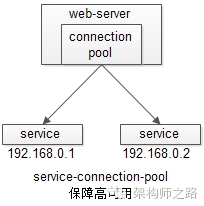 web-server
connection
pool
service
service
192.168.0.1
192.168.0.2
service-connection-pool
保障高可用
架构师之路